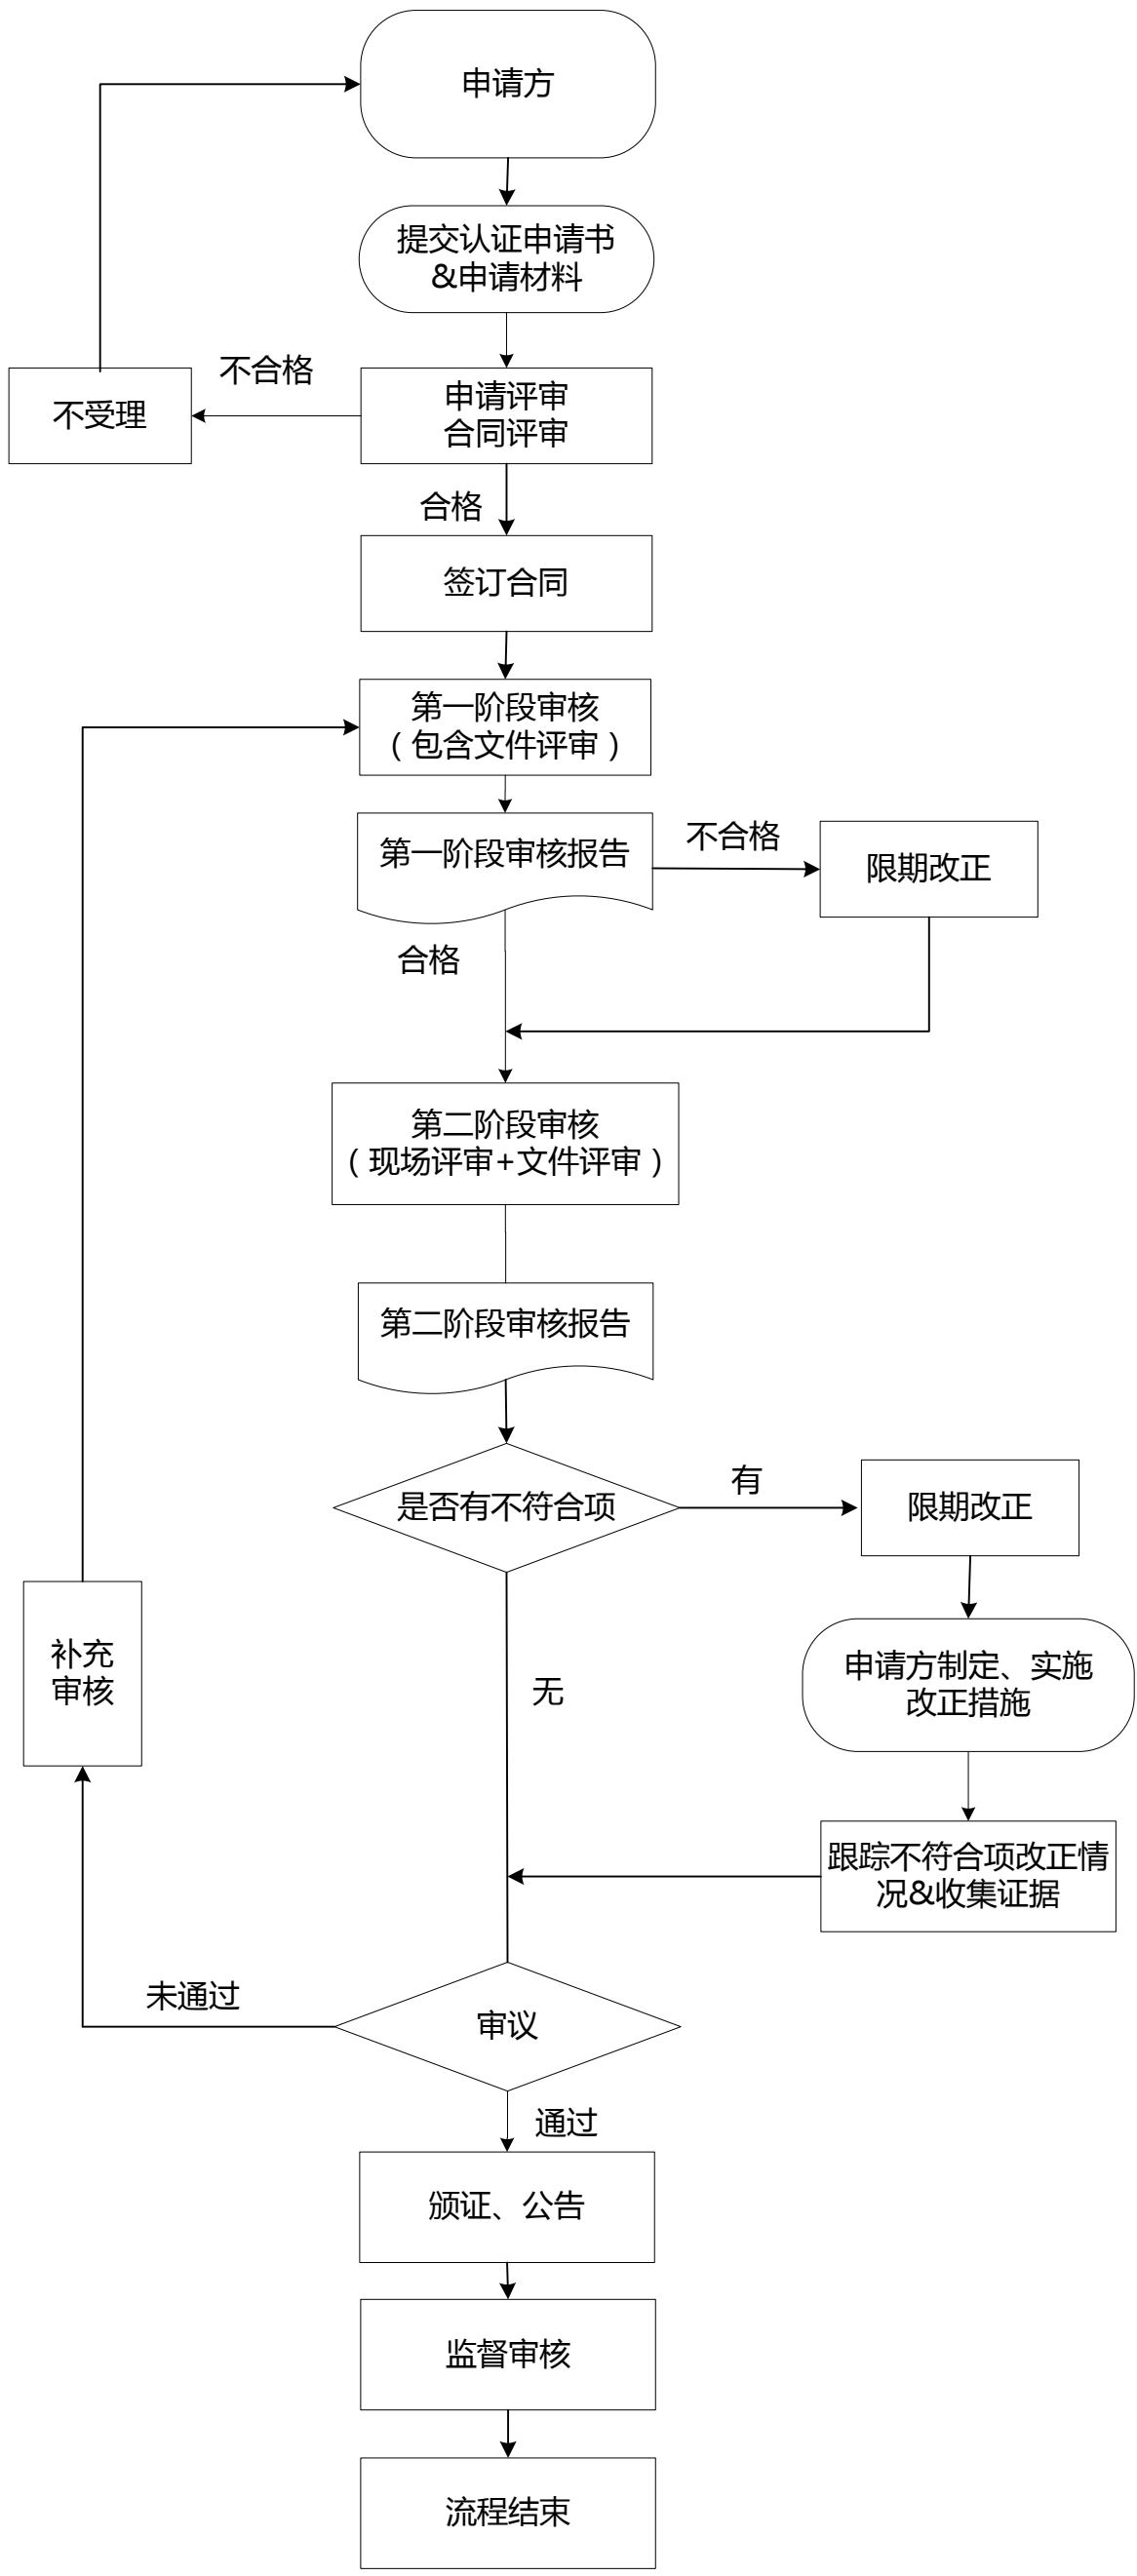 申请方
提交认证申请书
&申请材料
不合格
不受理
申请评审
合同评审
合格
签订合同
第一阶段审核
（包含文件评审）
第一阶段审核报告
不合格
限期改正
合格
第二阶段审核
（现场评审+文件评审）
第二阶段审核报告
是否有不符合项
有
限期改正
补充
审核
无
申请方制定、实施
改正措施
跟踪不符合项改正情
况&收集证据
未通过
审议
通过
颁证、公告
监督审核
流程结束